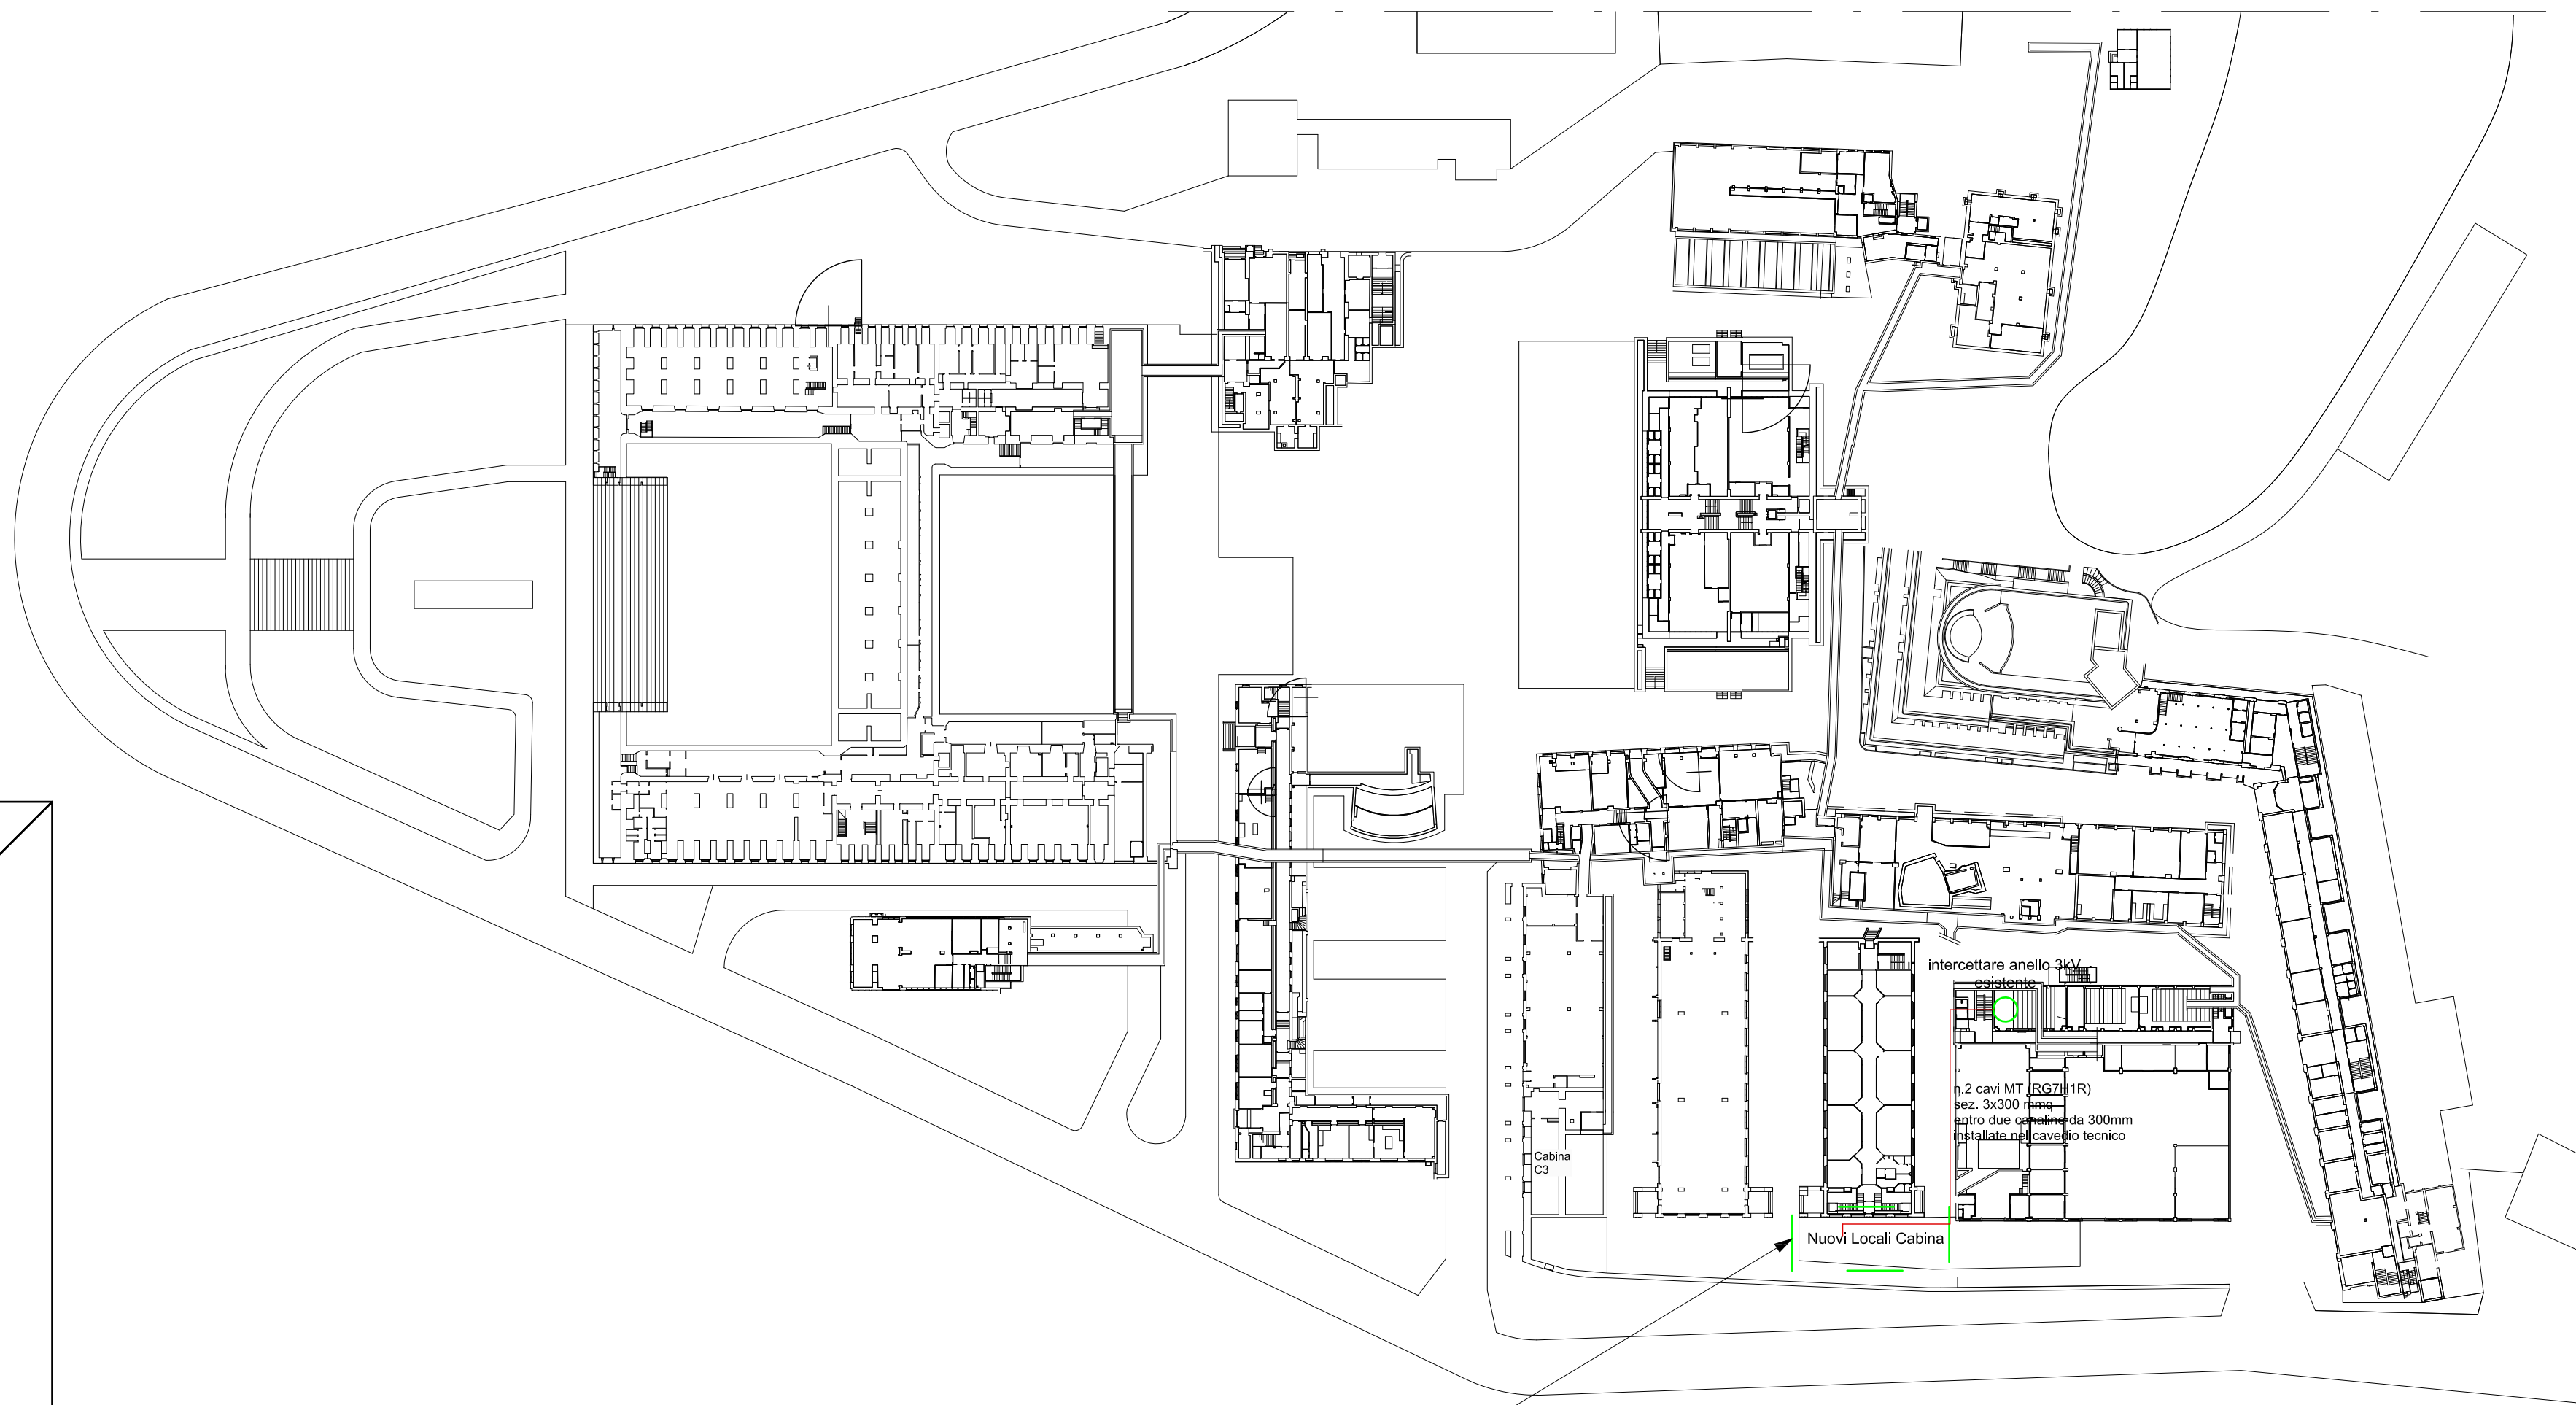 intercettare anello 3kV
esistente
n.2 cavi MT (RG7H1R)
sez. 3x300 mmq
entro due canaline da 300mm
installate nel cavedio tecnico
Cabina
C3
Nuovi Locali Cabina